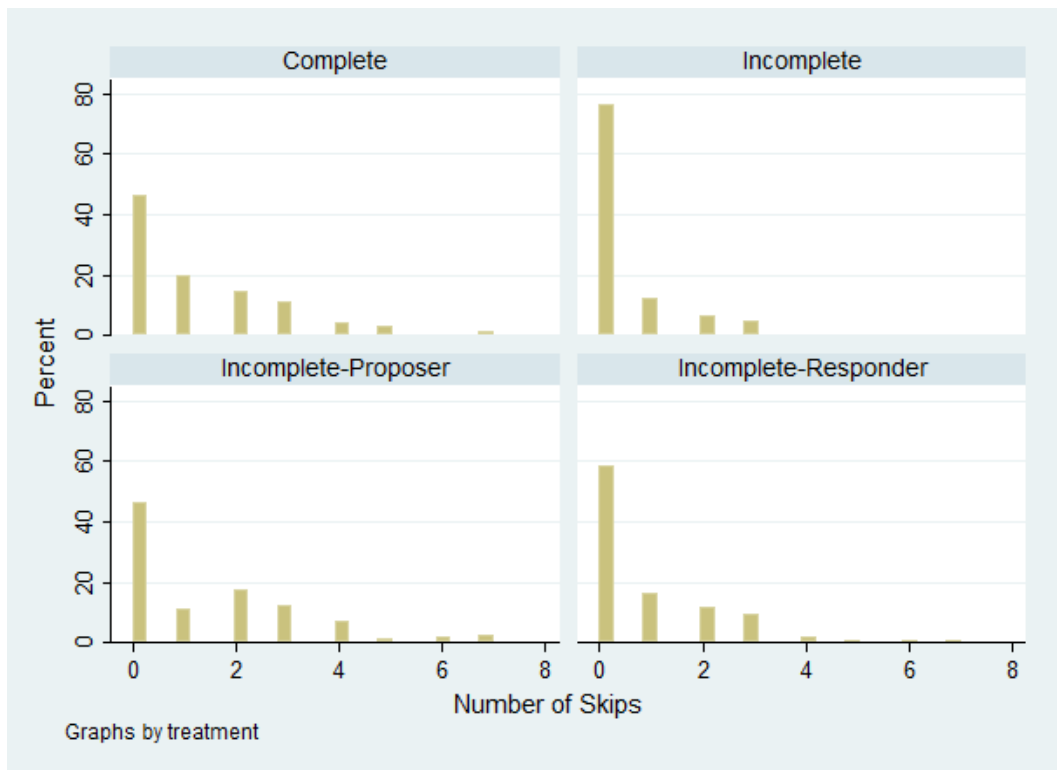 Complete
Incomplete
80
60
40
20
0
Incomplete-Proposer
Incomplete-Responder
80
60
40
20
0
0 2 4 6 8
0 2 4 6 8
Percent
Number of Skips
Graphs by treatment